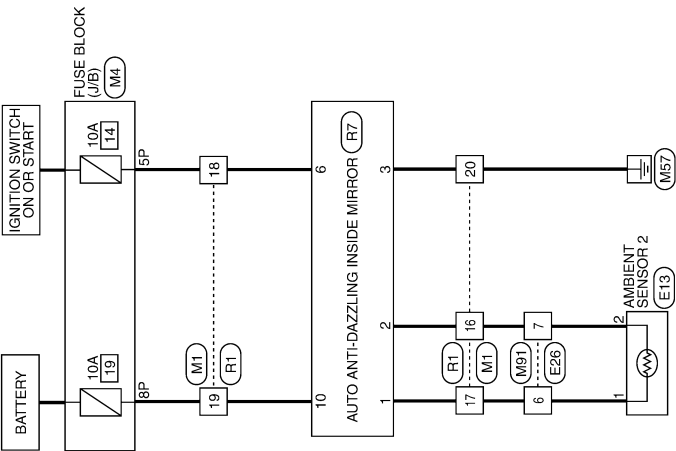 IGNITION SWITCH
ON OR START
BATTERY
FUSE BLOCK
(J/B)
M4
10A
14
5P
10A
19
8P
18
M1
R1
19
6
10
AUTO ANTI-DAZZLING INSIDE MIRROR
R7
3
2
1
20
16
R1
M1
17
7
M91
E26
6
M57
AMBIENT
SENSOR 2
E13
2
1